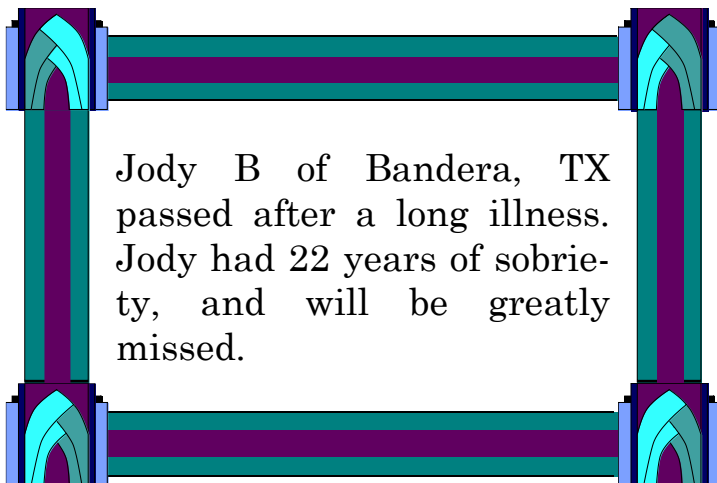 Jody B of Bandera, TX
passed after a long illness.
Jody had 22 years of sobrie-
ty, and will be greatly
missed.